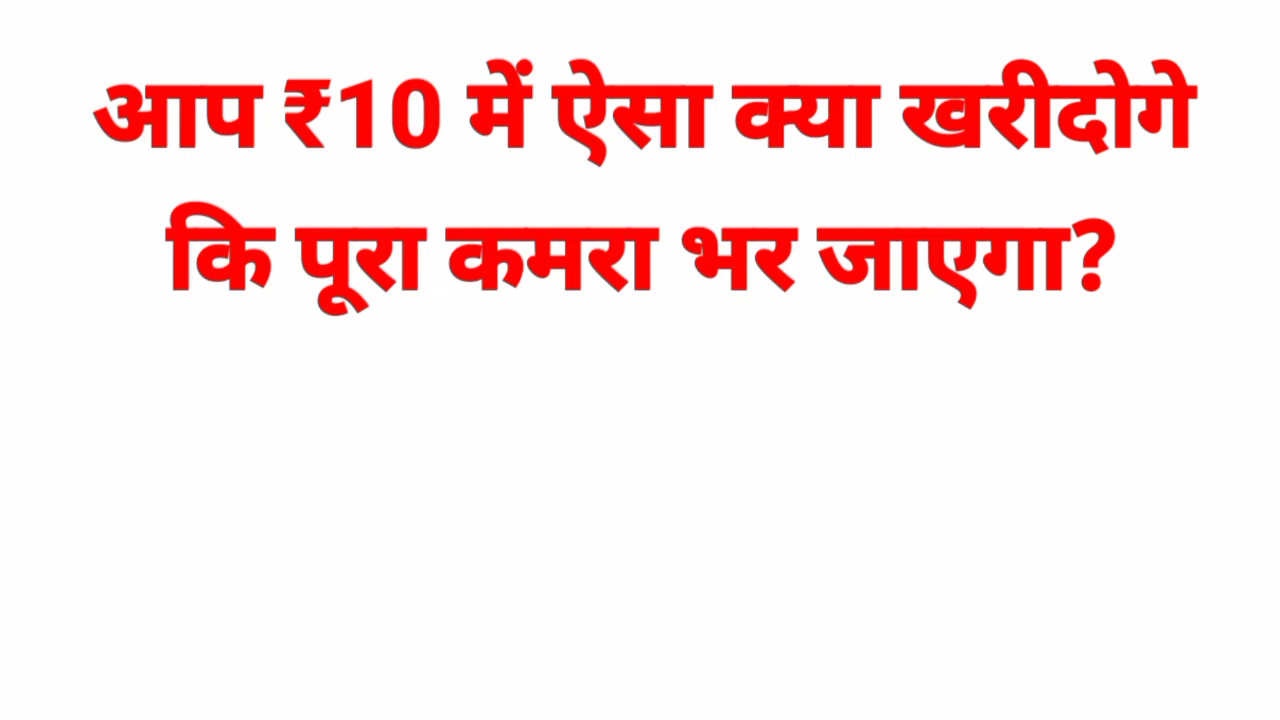 आप ₹10 में ऐसा क्या खरीदोगे
कि पूरा कमरा भर जाएगा?